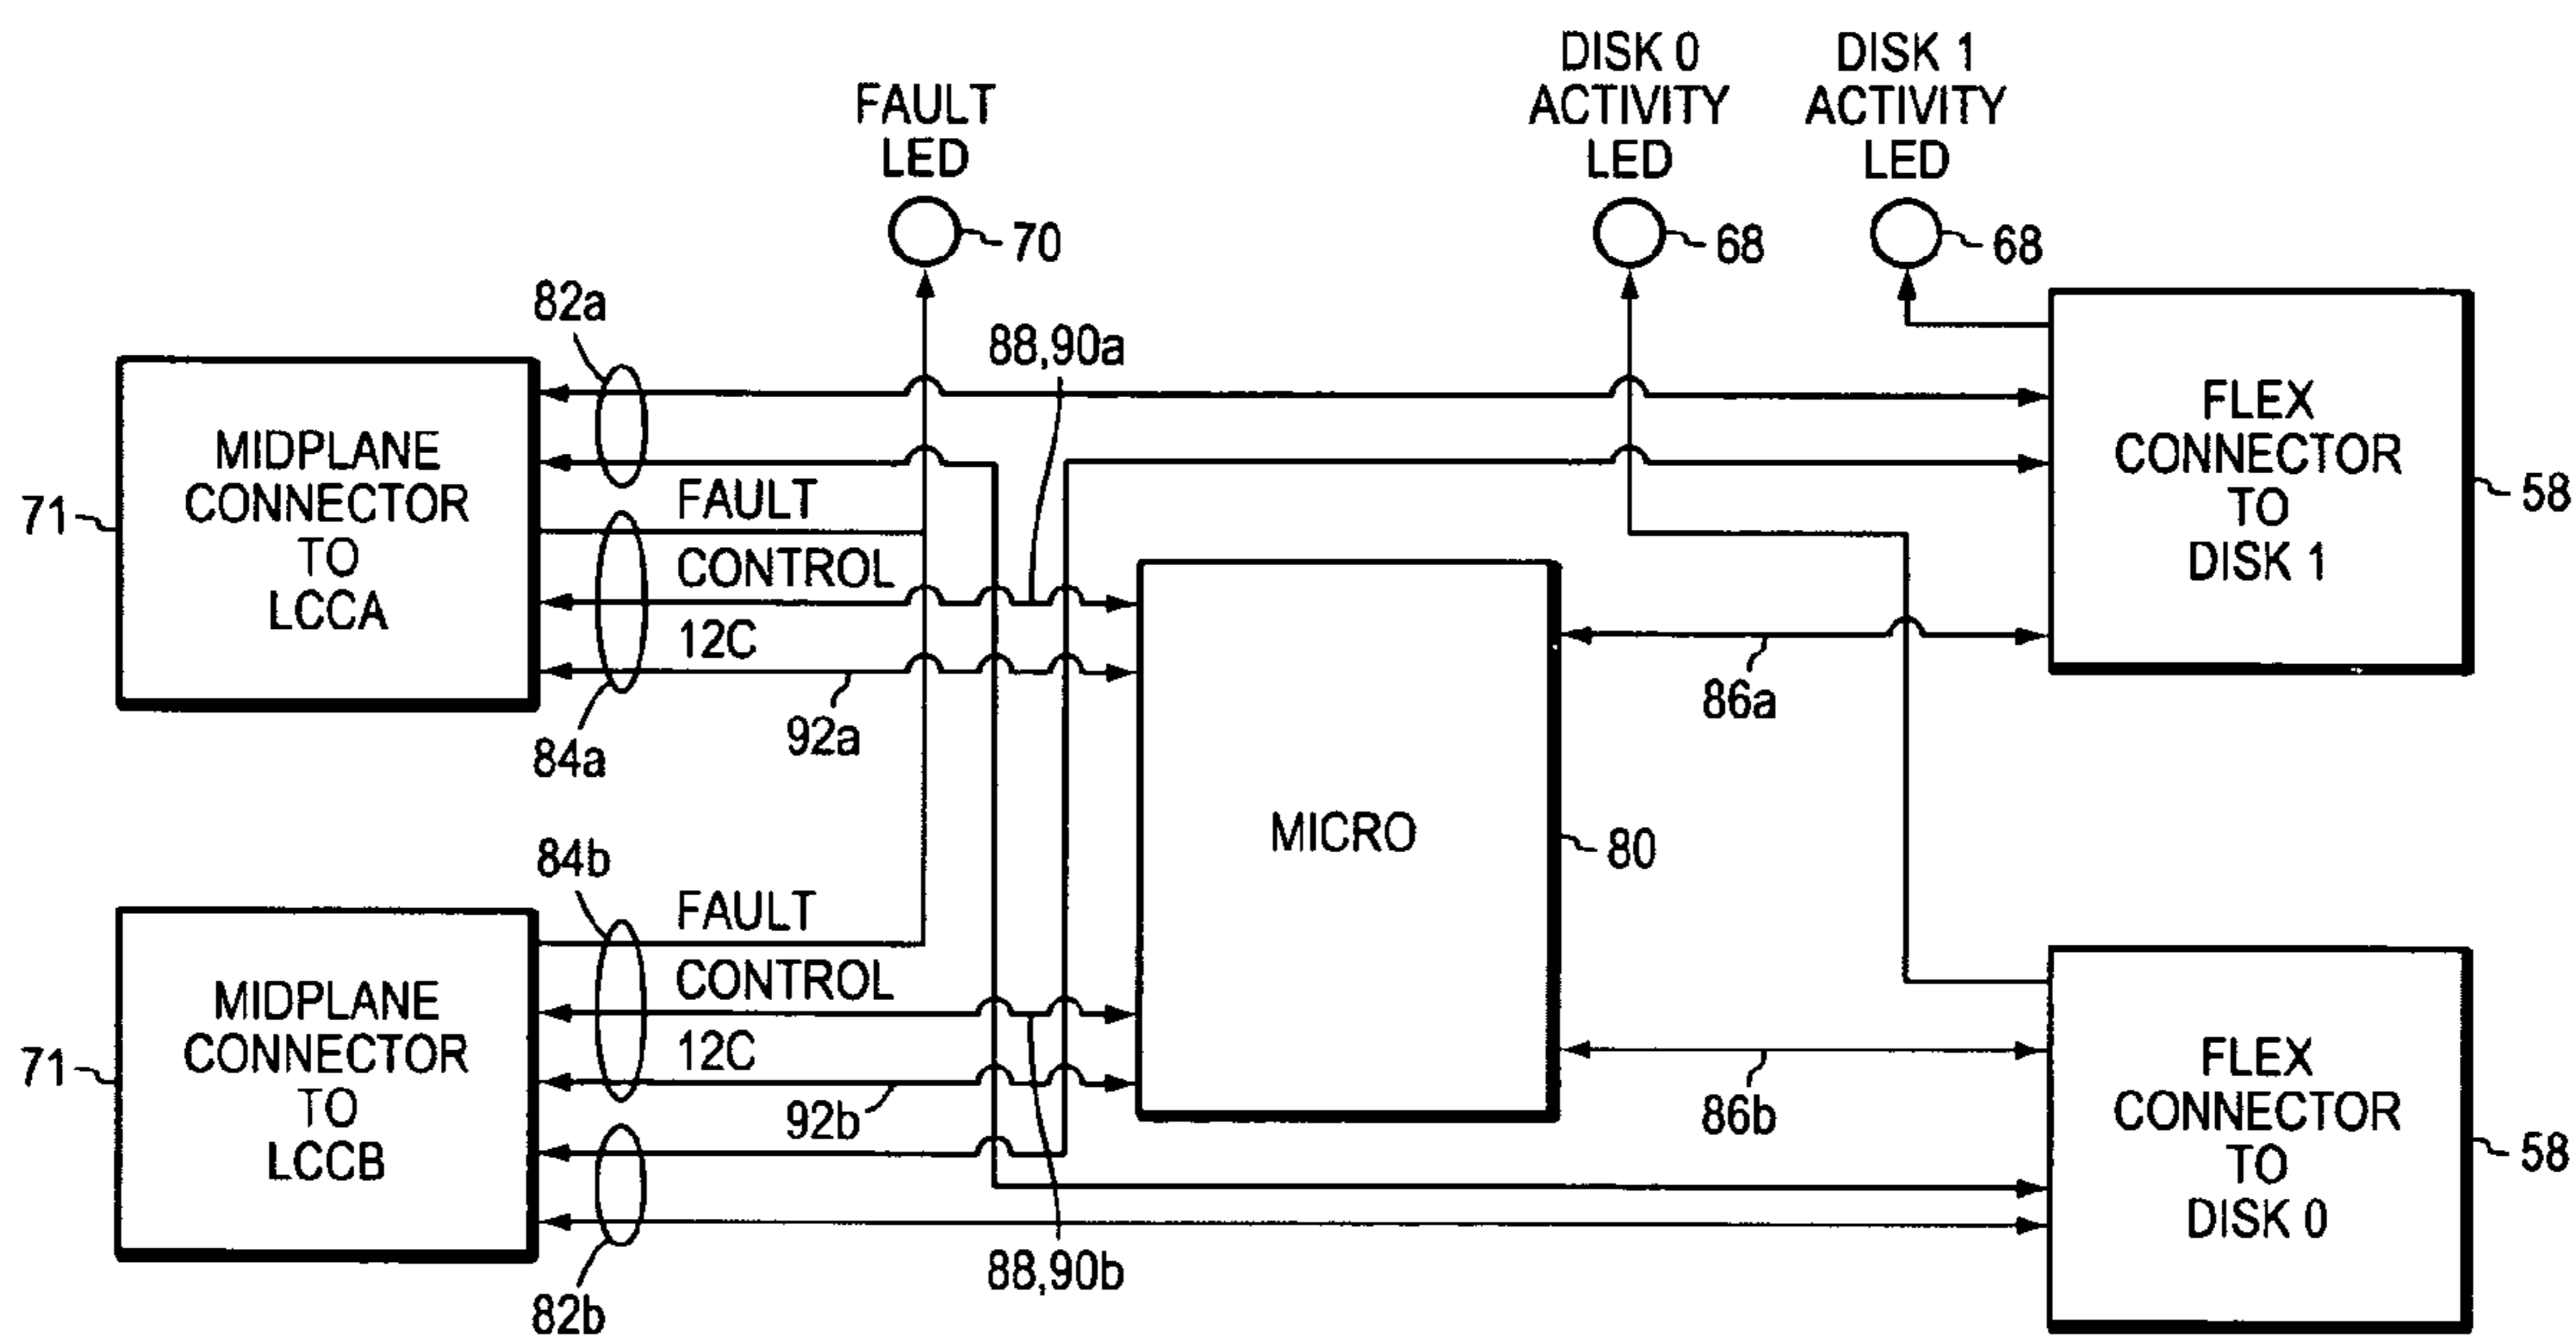 FAULT
LED
70
DISK 0
ACTIVITY
LED
68
DISK 1
ACTIVITY
LED
68
82a
88,90a
MIDPLANE
CONNECTOR
TO
LCCA
71
FAULT
CONTROL
12C
84a
92a
FLEX
CONNECTOR
TO
DISK 1
58
86a
MICRO
80
84b
MIDPLANE
CONNECTOR
TO
LCCB
71
FAULT
CONTROL
12C
92b
82b
88,90b
86b
FLEX
CONNECTOR
TO
DISK 0
58